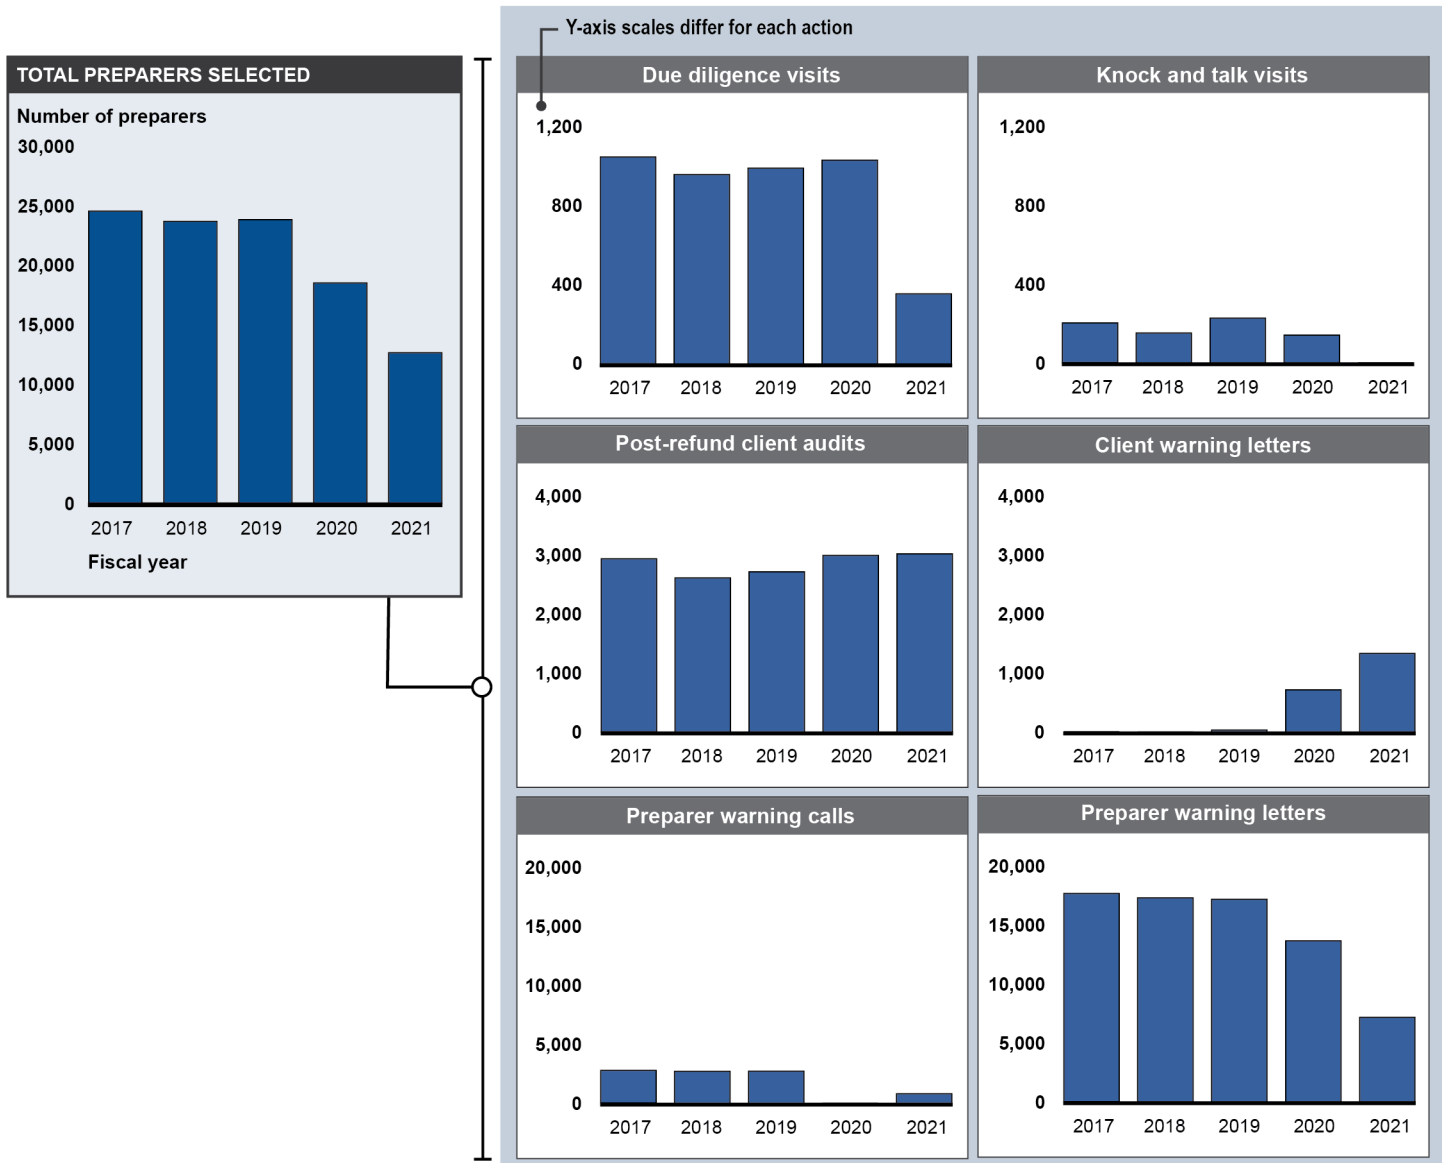 Y-axis scales differ for each action
TOTAL PREPARERS SELECTED
Number of preparers
30,000
25,000
20,000
15,000
10,000
5,000
0
2017 2018 2019 2020 2021
Fiscal year
Due diligence visits
1,200
800
400
0
2017 2018 2019 2020 2021
Knock and talk visits
1,200
800
400
0
2017 2018 2019 2020 2021
Post-refund client audits
4,000
3,000
2,000
1,000
0
2017 2018 2019 2020 2021
Client warning letters
4,000
3,000
2,000
1,000
0
2017 2018 2019 2020 2021
Preparer warning calls
20,000
15,000
10,000
5,000
0
2017 2018 2019 2020 2021
Preparer warning letters
20,000
15,000
10,000
5,000
0
2017 2018 2019 2020 2021